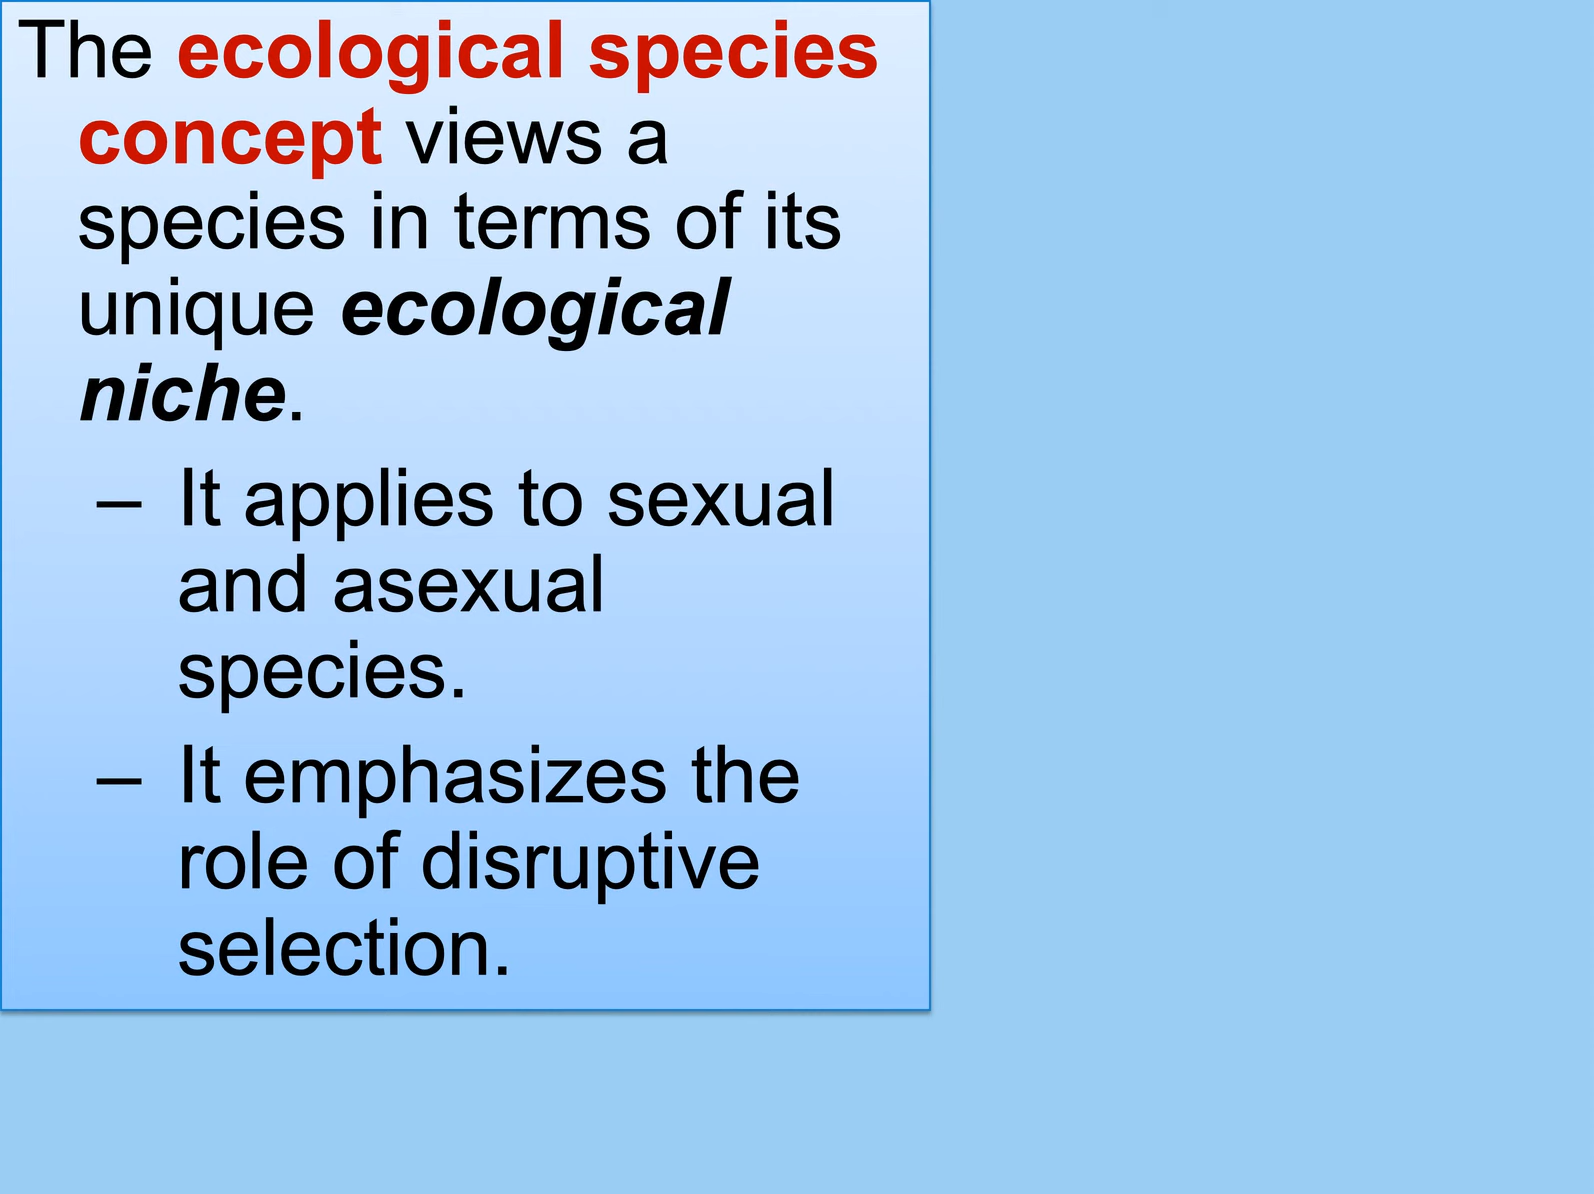 The ecological species
concept views a
species in terms of its
unique ecological
niche.
– It applies to sexual
and asexual
species.
– It emphasizes the
role of disruptive
selection.